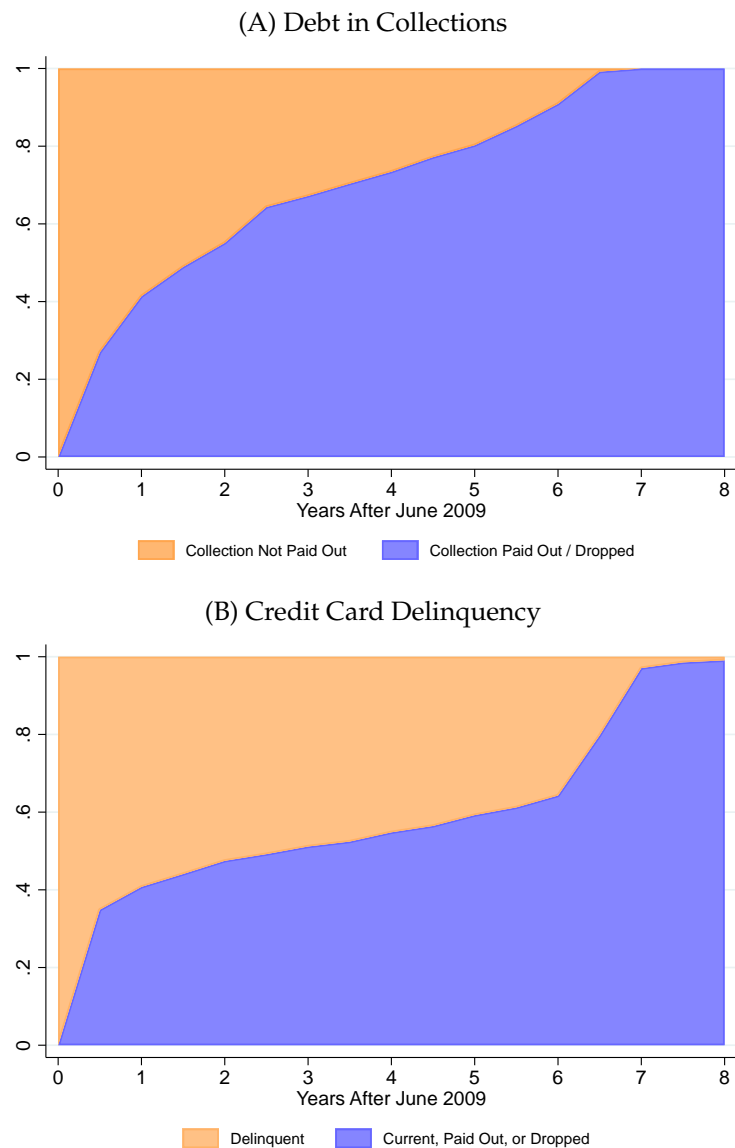 (A) Debt in Collections
1
.8
.6
.4
.2
0
0 1 2 3 4 5 6 7 8
Years After June 2009
Collection Not Paid Out Collection Paid Out / Dropped
(B) Credit Card Delinquency
1
.8
.6
.4
.2
0
0 1 2 3 4 5 6 7 8
Years After June 2009
Delinquent Current, Paid Out, or Dropped